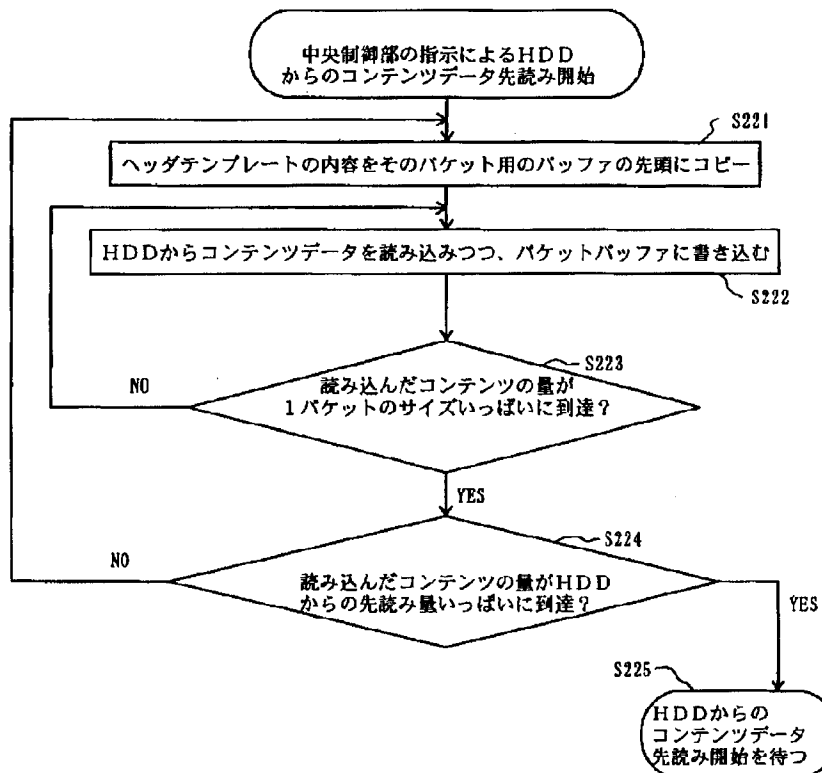 中央制御部の指示によるHDD
からのコンテンツデータ先読み開始
S221
ヘッダテンプレートの内容をそのパケット用のバッファの先頭にコピー
HDDからコンテンツデータを読み込みつつ、パケットバッファに書き込む
S222
S223
NO
読み込んだコンテンツの量が
1パケットのサイズいっぱいに到達？
YES
S224
NO
読み込んだコンテンツの量がHDD
からの先読み量いっぱいに到達？
YES
S225
HDDからの
コンテンツデータ
先読み開始を待つ